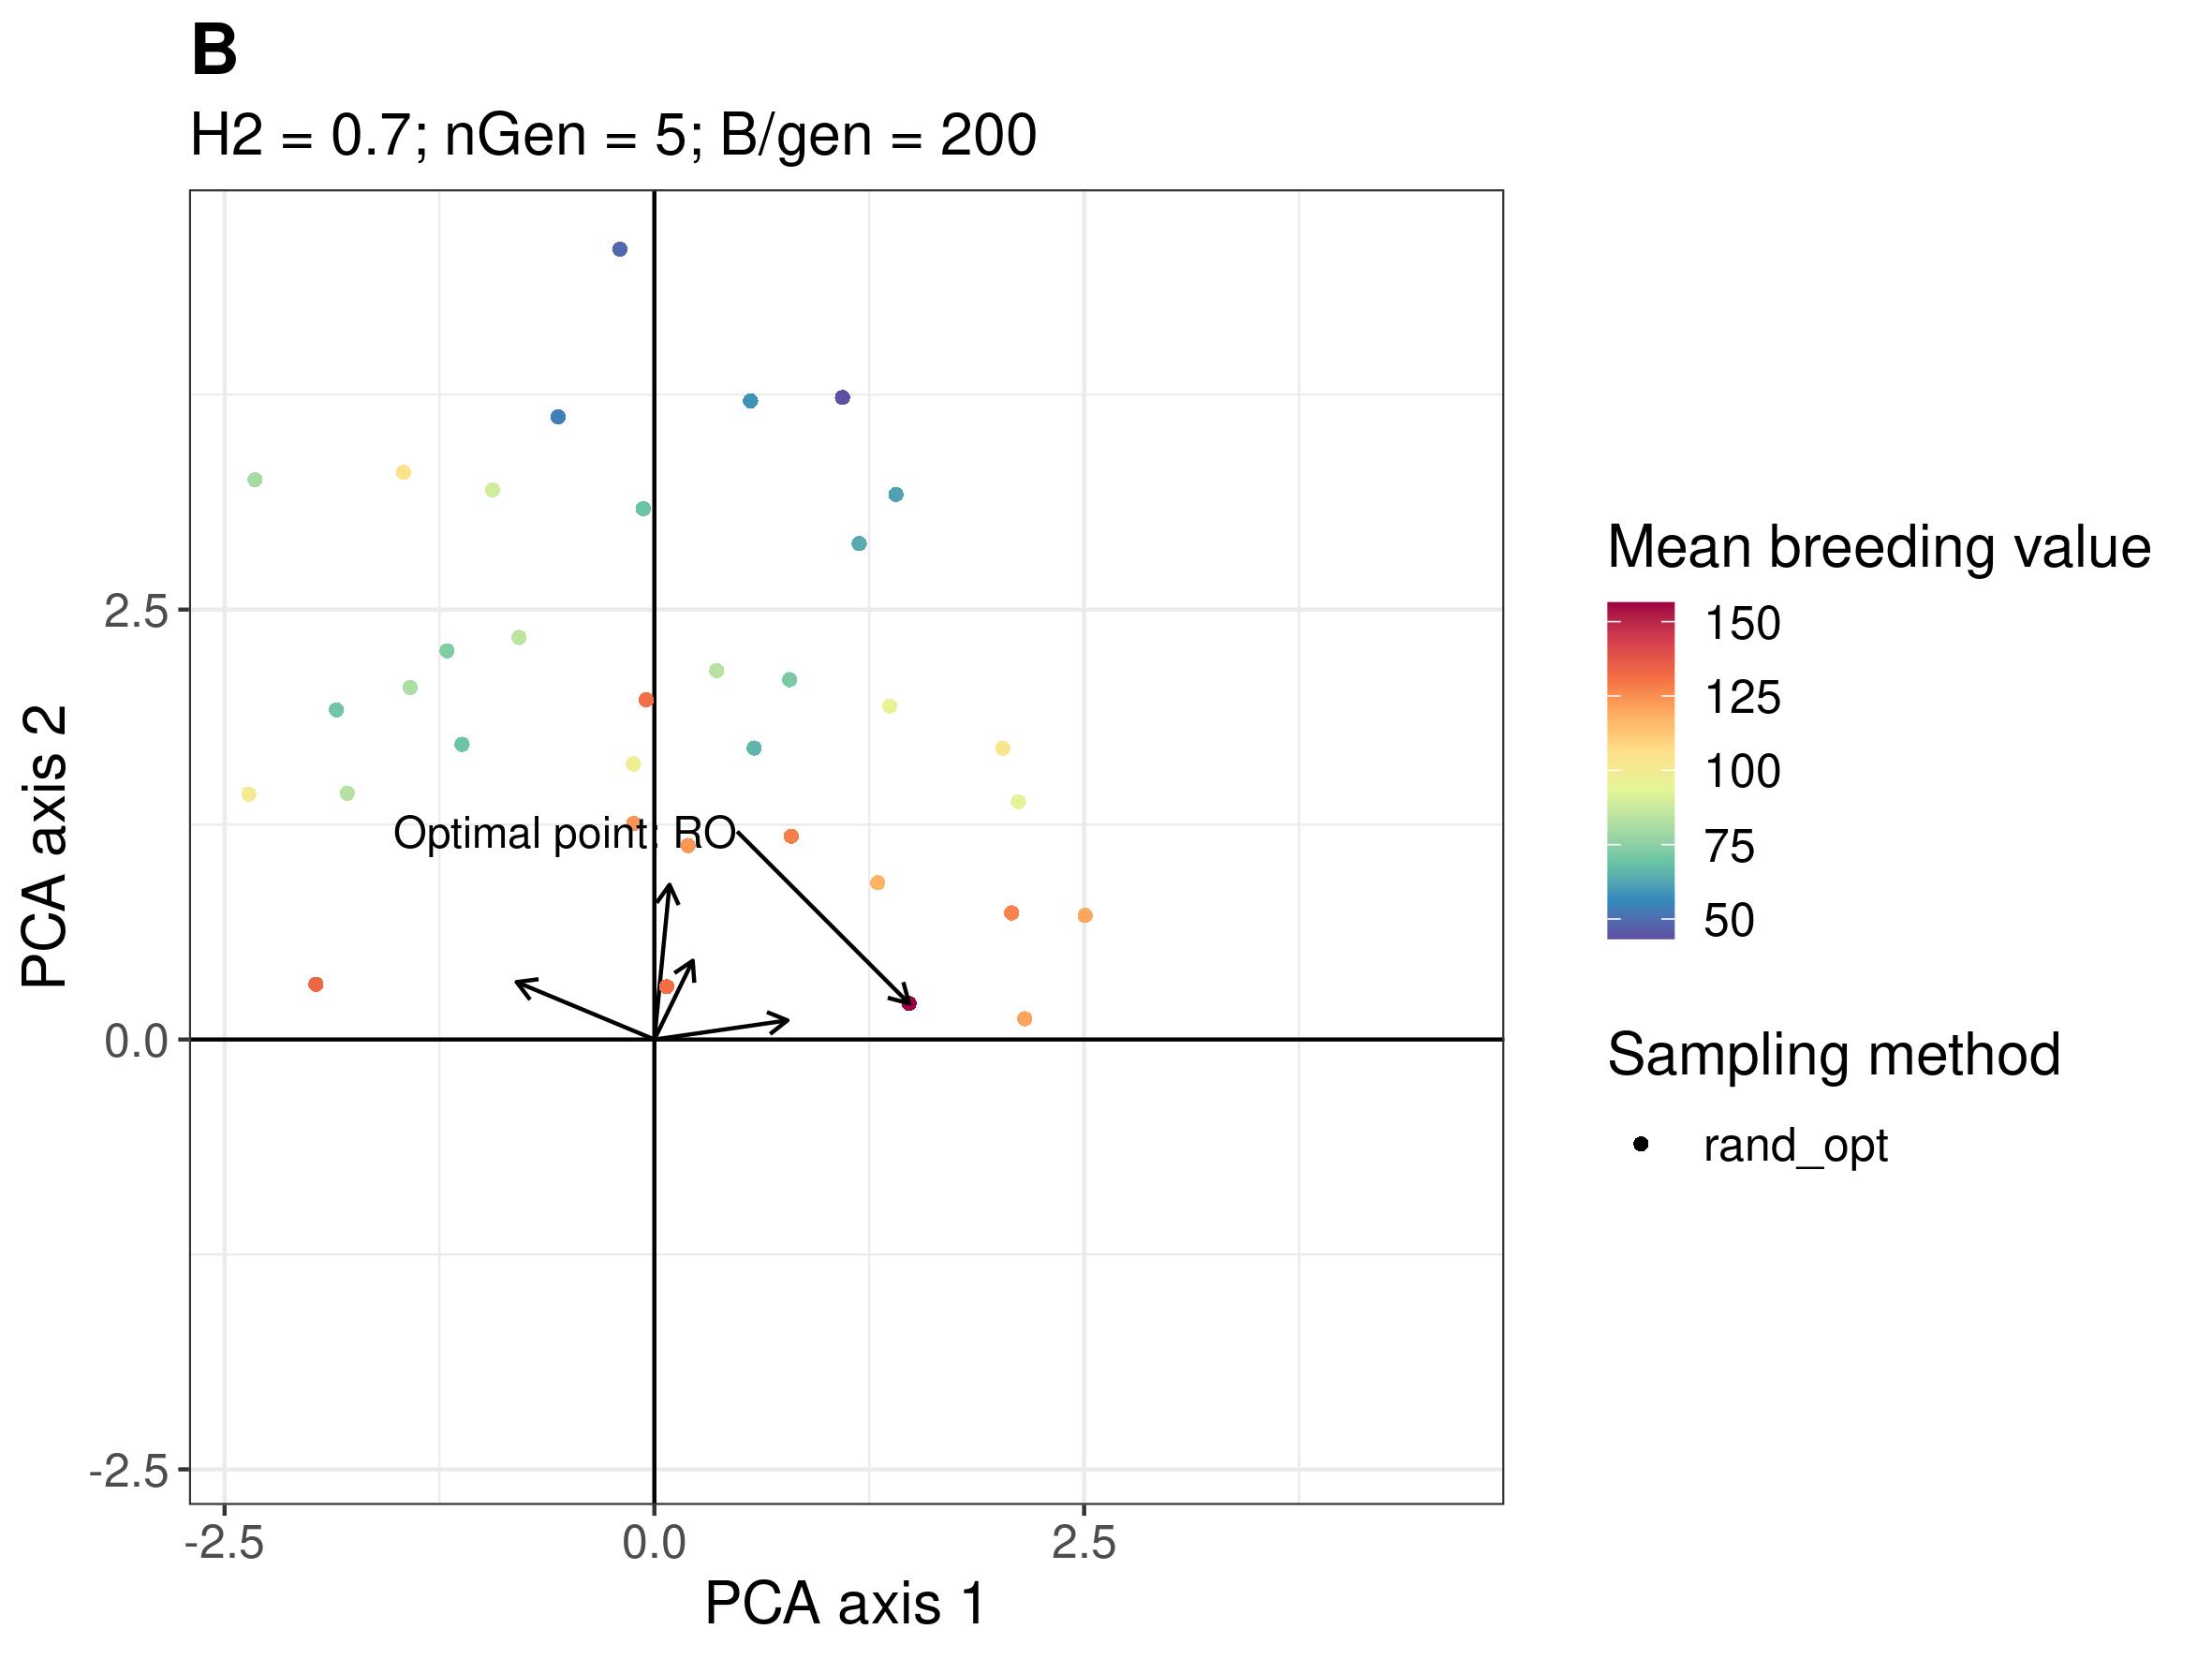 B
H2 = 0.7; nGen = 5; B/gen = 200
PCA axis 2
2.5
0.0
-2.5
Optimal point: RO
-2.5
0.0
2.5
PCA axis 1
Mean breeding value
150
125
100
75
50
Sampling method
rand_opt